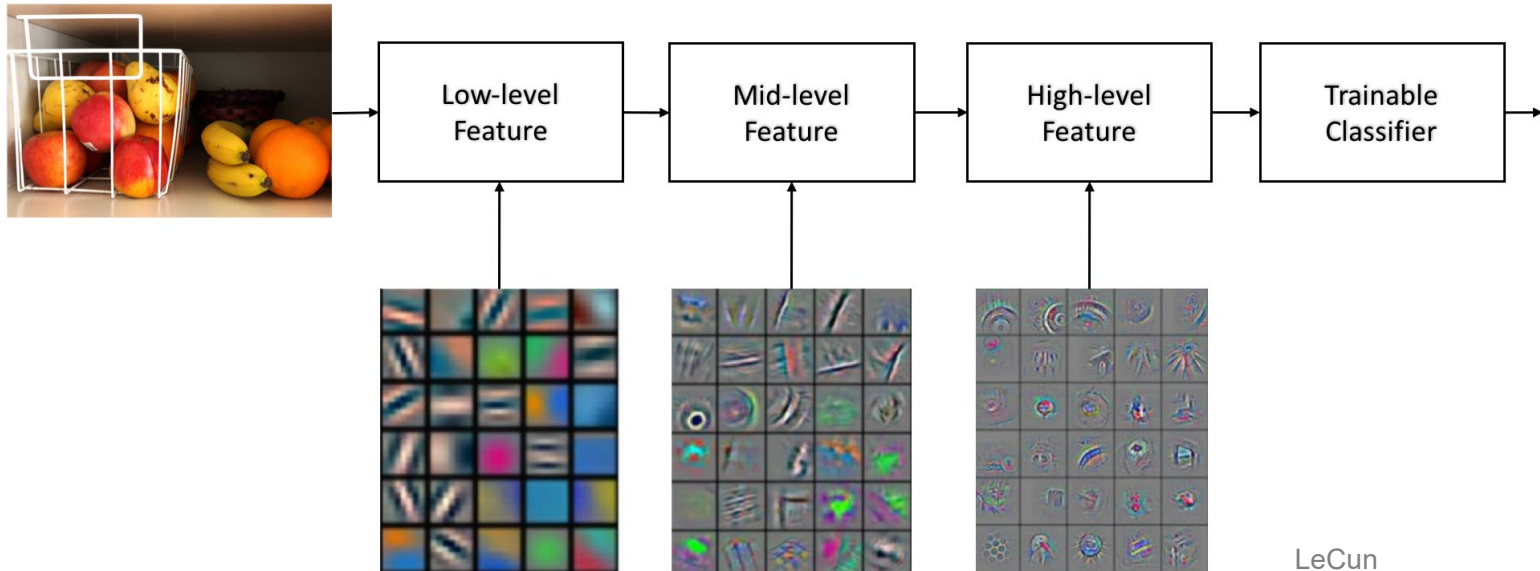 Low-level
Feature
Mid-level
Feature
High-level
Feature
Trainable
Classifier
LeCun